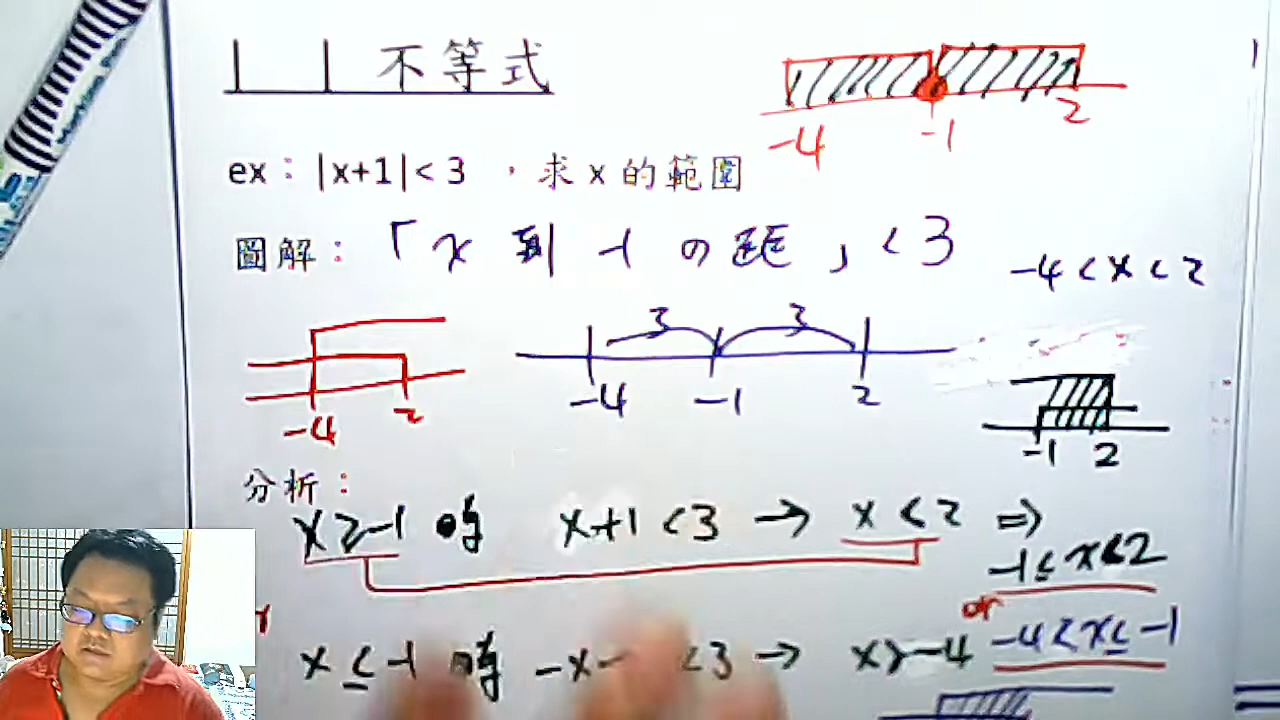 | | 不等式
-4 -1 2
ex：|x+1|< 3 ，求 x 的範圍
圖解：「x 到 -1 の距」< 3
-4 < x < 2
3 3
-4 -1 2
-4 2
-1 2
分析：
x ≥ -1 時 x+1 < 3 → x < 2 ⇒
-1 ≤ x < 2
or
x ≤ -1 時 -x- < 3 → x > -4
-4 < x ≤ -1